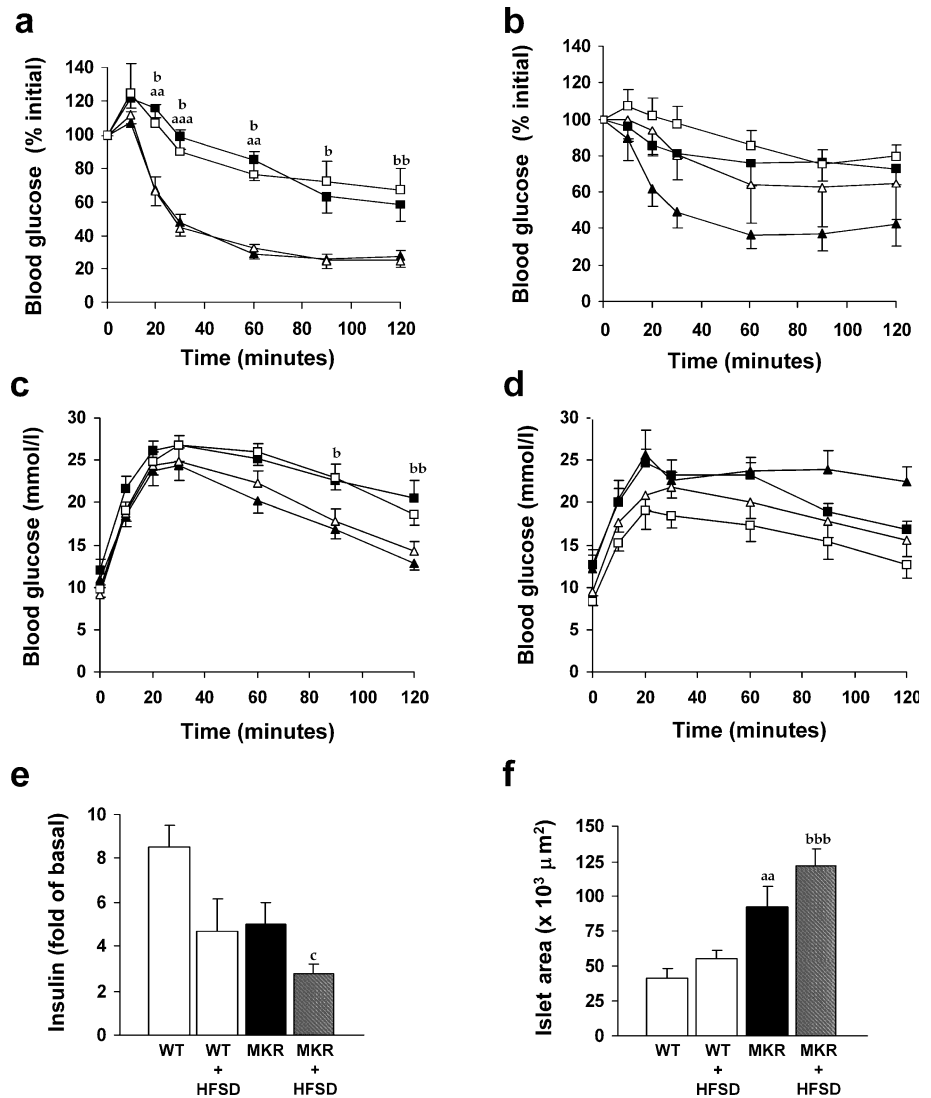 a
Blood glucose (% initial)
140
120
100
80
60
40
20
0
b
aa
b
aaa
b
aa
b
bb
0 20 40 60 80 100 120
Time (minutes)
b
Blood glucose (% initial)
140
120
100
80
60
40
20
0
0 20 40 60 80 100 120
Time (minutes)
c
Blood glucose (mmol/l)
30
25
20
15
10
5
0
b
bb
0 20 40 60 80 100 120
Time (minutes)
d
Blood glucose (mmol/l)
30
25
20
15
10
5
0
0 20 40 60 80 100 120
Time (minutes)
e
Insulin (fold of basal)
10
8
6
4
2
0
c
WT WT MKR MKR
+ +
HFSD HFSD
f
Islet area (x 10³ µm²)
150
125
100
75
50
25
0
aa
bbb
WT WT MKR MKR
+ +
HFSD HFSD